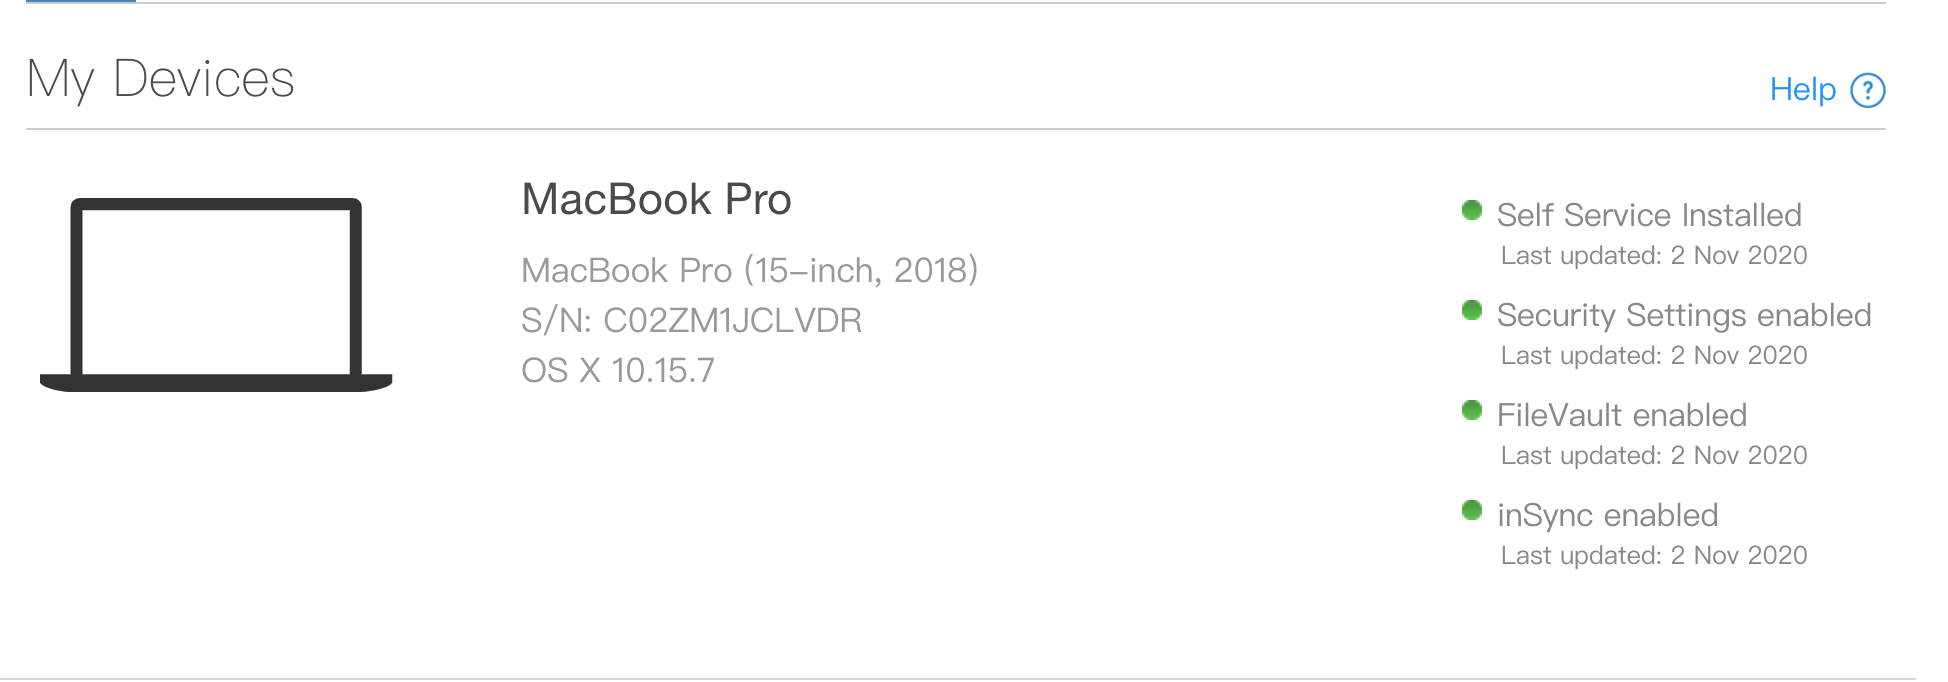 My Devices
Help ?
MacBook Pro
MacBook Pro (15-inch, 2018)
S/N: C02ZM1JCLVDR
OS X 10.15.7
Self Service Installed
Last updated: 2 Nov 2020
Security Settings enabled
Last updated: 2 Nov 2020
FileVault enabled
Last updated: 2 Nov 2020
inSync enabled
Last updated: 2 Nov 2020